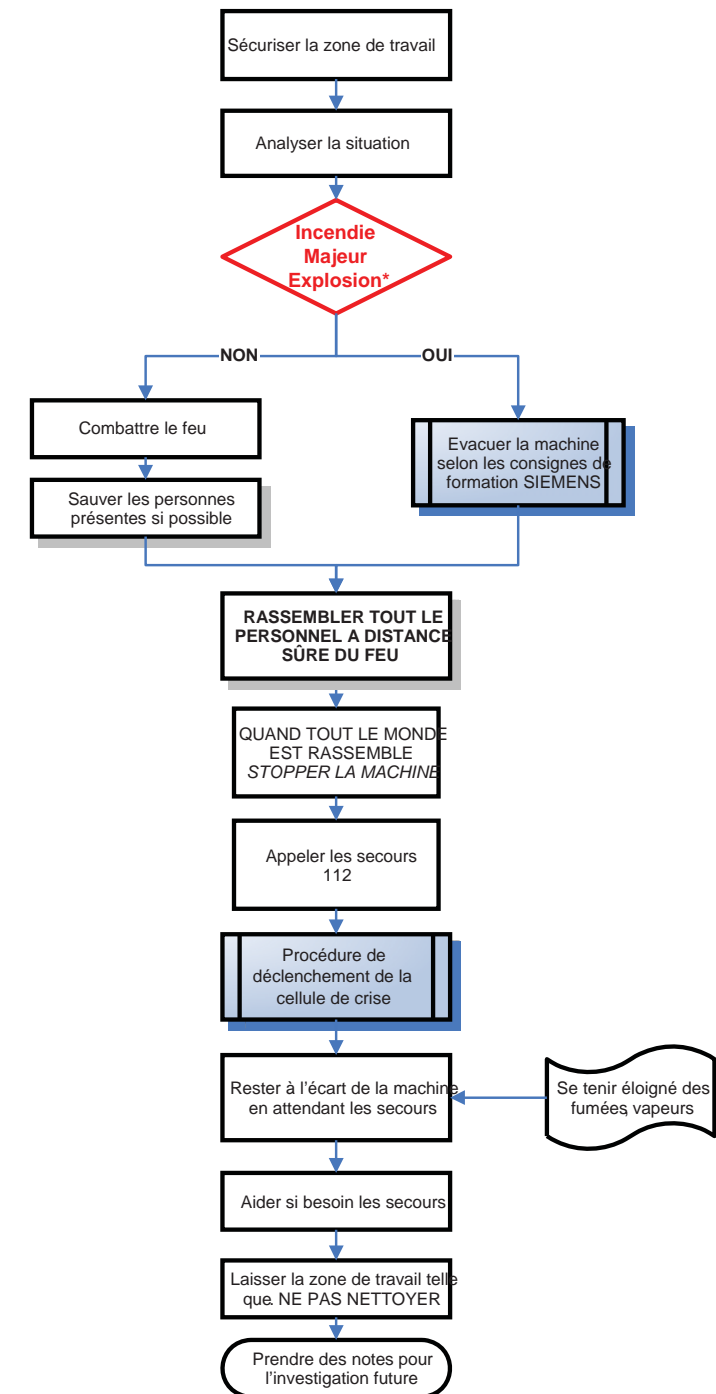 Sécuriser la zone de travail
Analyser la situation
Incendie
Majeur
Explosion*
NON
OUI
Combattre le feu
Evacuer la machine
selon les consignes de
formation SIEMENS
Sauver les personnes
présentes si possible
RASSEMBLER TOUT LE
PERSONNEL A DISTANCE
SÛRE DU FEU
QUAND TOUT LE MONDE
EST RASSEMBLE
STOPPER LA MACHINE
Appeler les secours
112
Procédure de
déclenchement de la
cellule de crise
Rester à l'écart de la machine
en attendant les secours
Se tenir éloigné des
fumées, vapeurs
Aider si besoin les secours
Laisser la zone de travail telle
que. NE PAS NETTOYER
Prendre des notes pour
l'investigation future